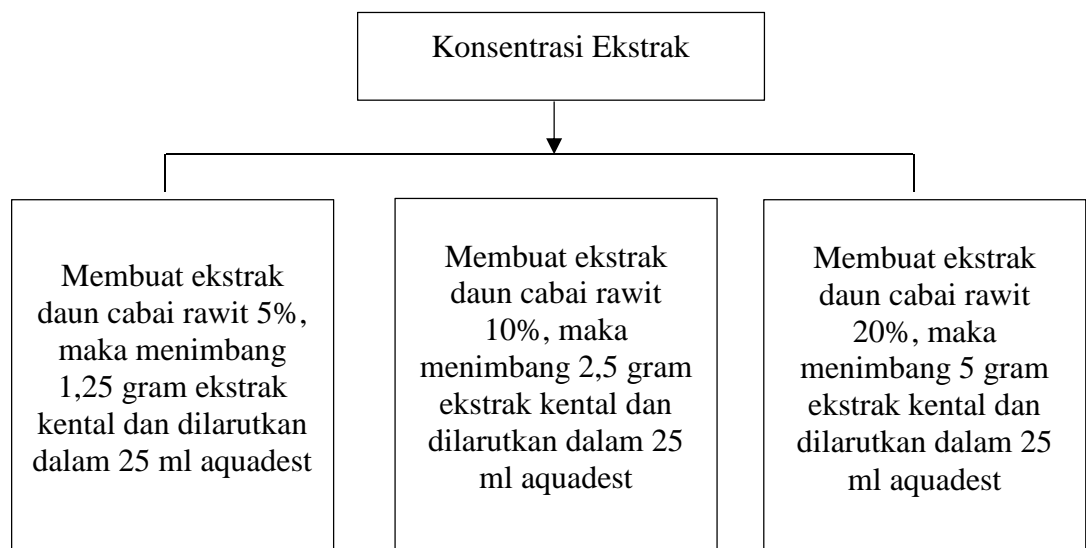 Konsentrasi Ekstrak
Membuat ekstrak
daun cabai rawit 5%,
maka menimbang
1,25 gram ekstrak
kental dan dilarutkan
dalam 25 ml aquadest
Membuat ekstrak
daun cabai rawit
10%, maka
menimbang 2,5 gram
ekstrak kental dan
dilarutkan dalam 25
ml aquadest
Membuat ekstrak
daun cabai rawit
20%, maka
menimbang 5 gram
ekstrak kental dan
dilarutkan dalam 25
ml aquadest